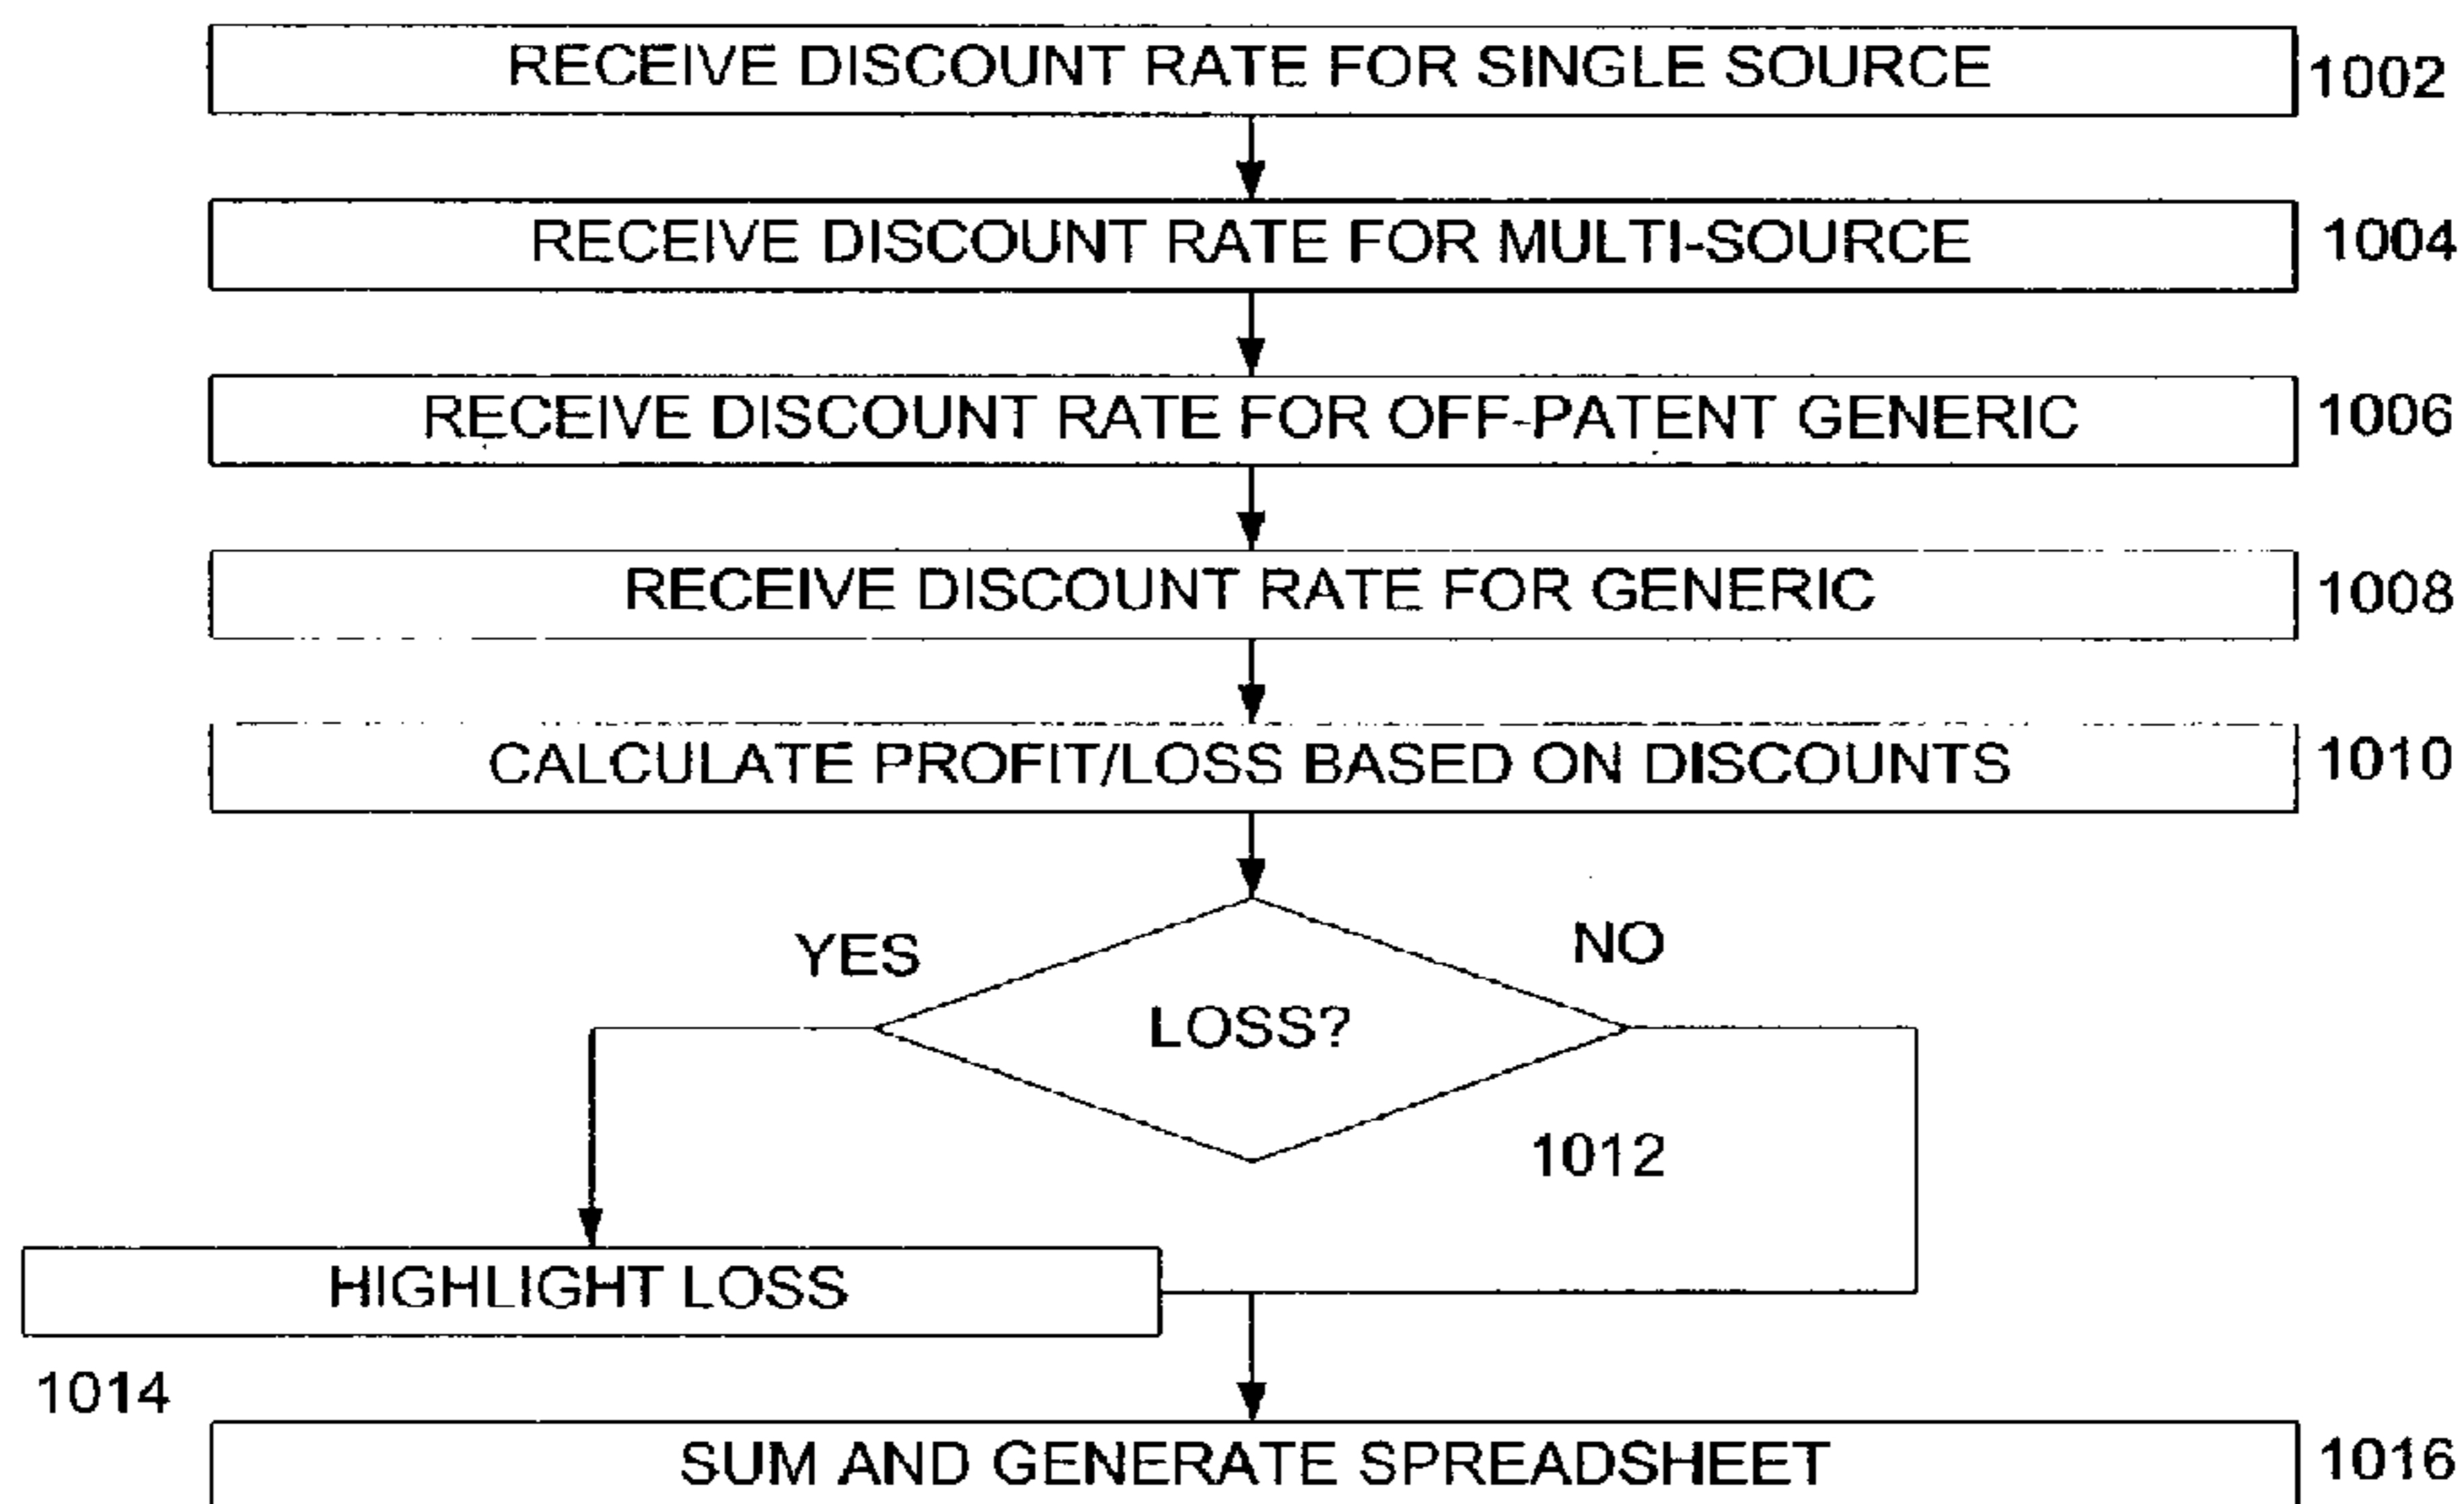 RECEIVE DISCOUNT RATE FOR SINGLE SOURCE
1002
RECEIVE DISCOUNT RATE FOR MULTI-SOURCE
1004
RECEIVE DISCOUNT RATE FOR OFF-PATENT GENERIC
1006
RECEIVE DISCOUNT RATE FOR GENERIC
1008
CALCULATE PROFIT/LOSS BASED ON DISCOUNTS
1010
YES
NO
LOSS?
1012
HIGHLIGHT LOSS
1014
SUM AND GENERATE SPREADSHEET
1016